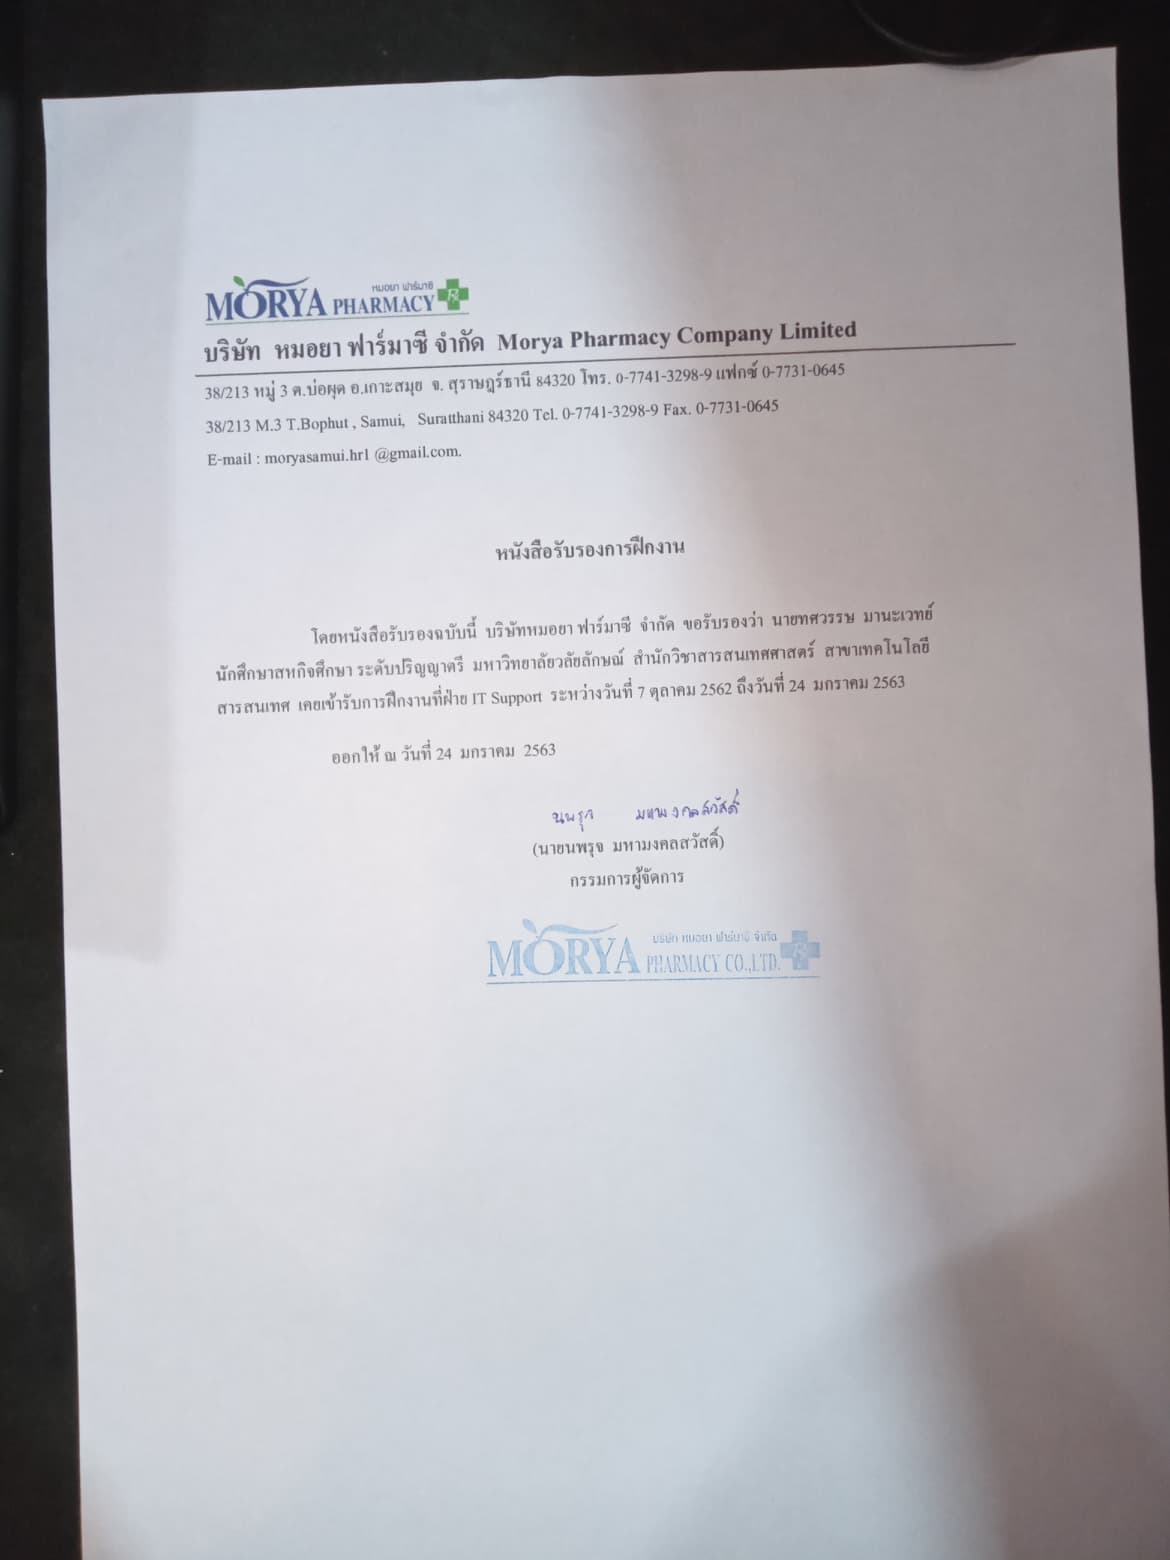 หมอยา ฟาร์มาซี
MORYA PHARMACY
บริษัท หมอยา ฟาร์มาซี จำกัด Morya Pharmacy Company Limited
38/213 หมู่ 3 ต.บ่อผุด อ.เกาะสมุย จ. สุราษฎร์ธานี 84320 โทร. 0-7741-3298-9 แฟกซ์ 0-7731-0645
38/213 M.3 T.Bophut , Samui, Suratthani 84320 Tel. 0-7741-3298-9 Fax. 0-7731-0645
E-mail : moryasamui.hr1 @gmail.com.
หนังสือรับรองการฝึกงาน
โดยหนังสือรับรองฉบับนี้ บริษัทหมอยา ฟาร์มาซี จำกัด ขอรับรองว่า นายทศวรรษ มานะเวทย์
นักศึกษาสหกิจศึกษา ระดับปริญญาตรี มหาวิทยาลัยวลัยลักษณ์ สำนักวิชาสารสนเทศศาสตร์ สาขาเทคโนโลยี
สารสนเทศ เคยเข้ารับการฝึกงานที่ฝ่าย IT Support ระหว่างวันที่ 7 ตุลาคม 2562 ถึงวันที่ 24 มกราคม 2563
ออกให้ ณ วันที่ 24 มกราคม 2563
นพรุจ มหามงคลสวัสดิ์
(นายนพรุจ มหามงคลสวัสดิ์)
กรรมการผู้จัดการ
บริษัท หมอยา ฟาร์มาซี จำกัด
MORYA PHARMACY CO.,LTD.